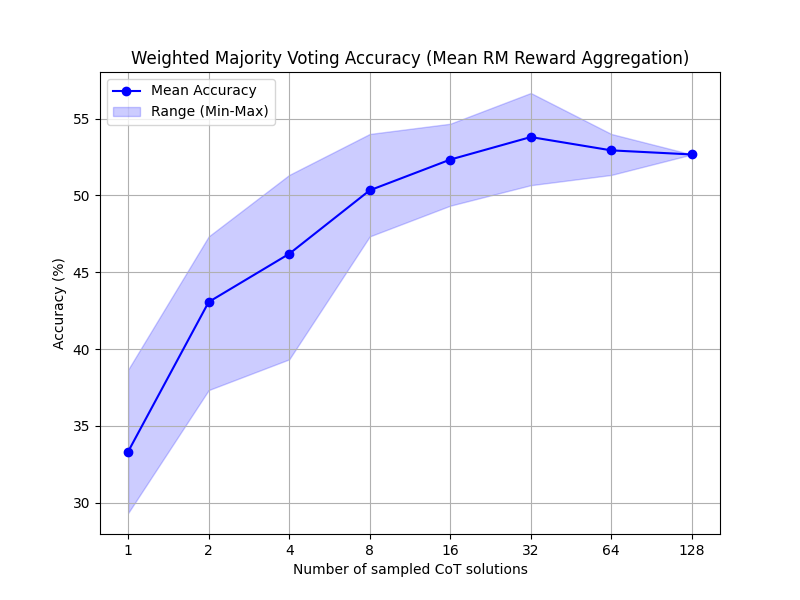 Weighted Majority Voting Accuracy (Mean RM Reward Aggregation)
Mean Accuracy
Range (Min-Max)
Accuracy (%)
55
50
45
40
35
30
1 2 4 8 16 32 64 128
Number of sampled CoT solutions